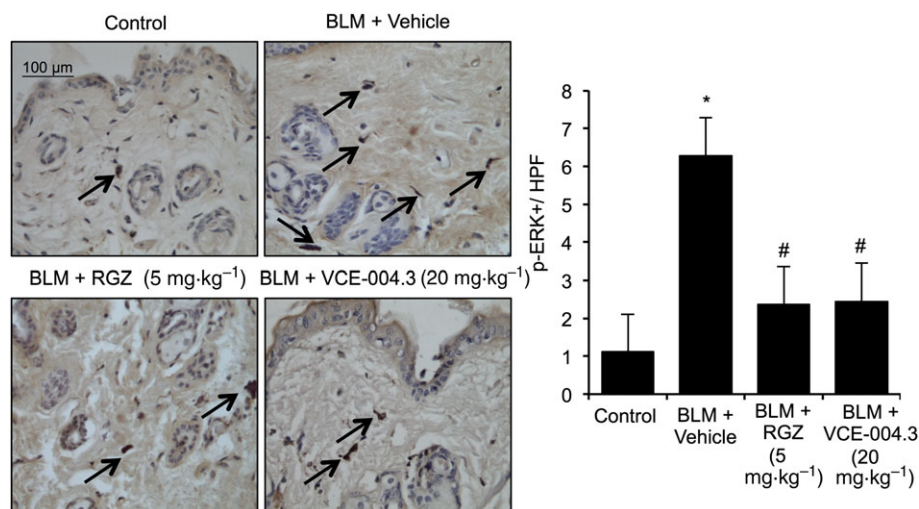 Control
BLM + Vehicle
100 µm
BLM + RGZ (5 mg·kg⁻¹)
BLM + VCE-004.3 (20 mg·kg⁻¹)
p-ERK+/ HPF
8
7
6
5
4
3
2
1
0
*
#
#
Control
BLM +
Vehicle
BLM +
RGZ
(5
mg·kg⁻¹)
BLM +
VCE-004.3
(20
mg·kg⁻¹)